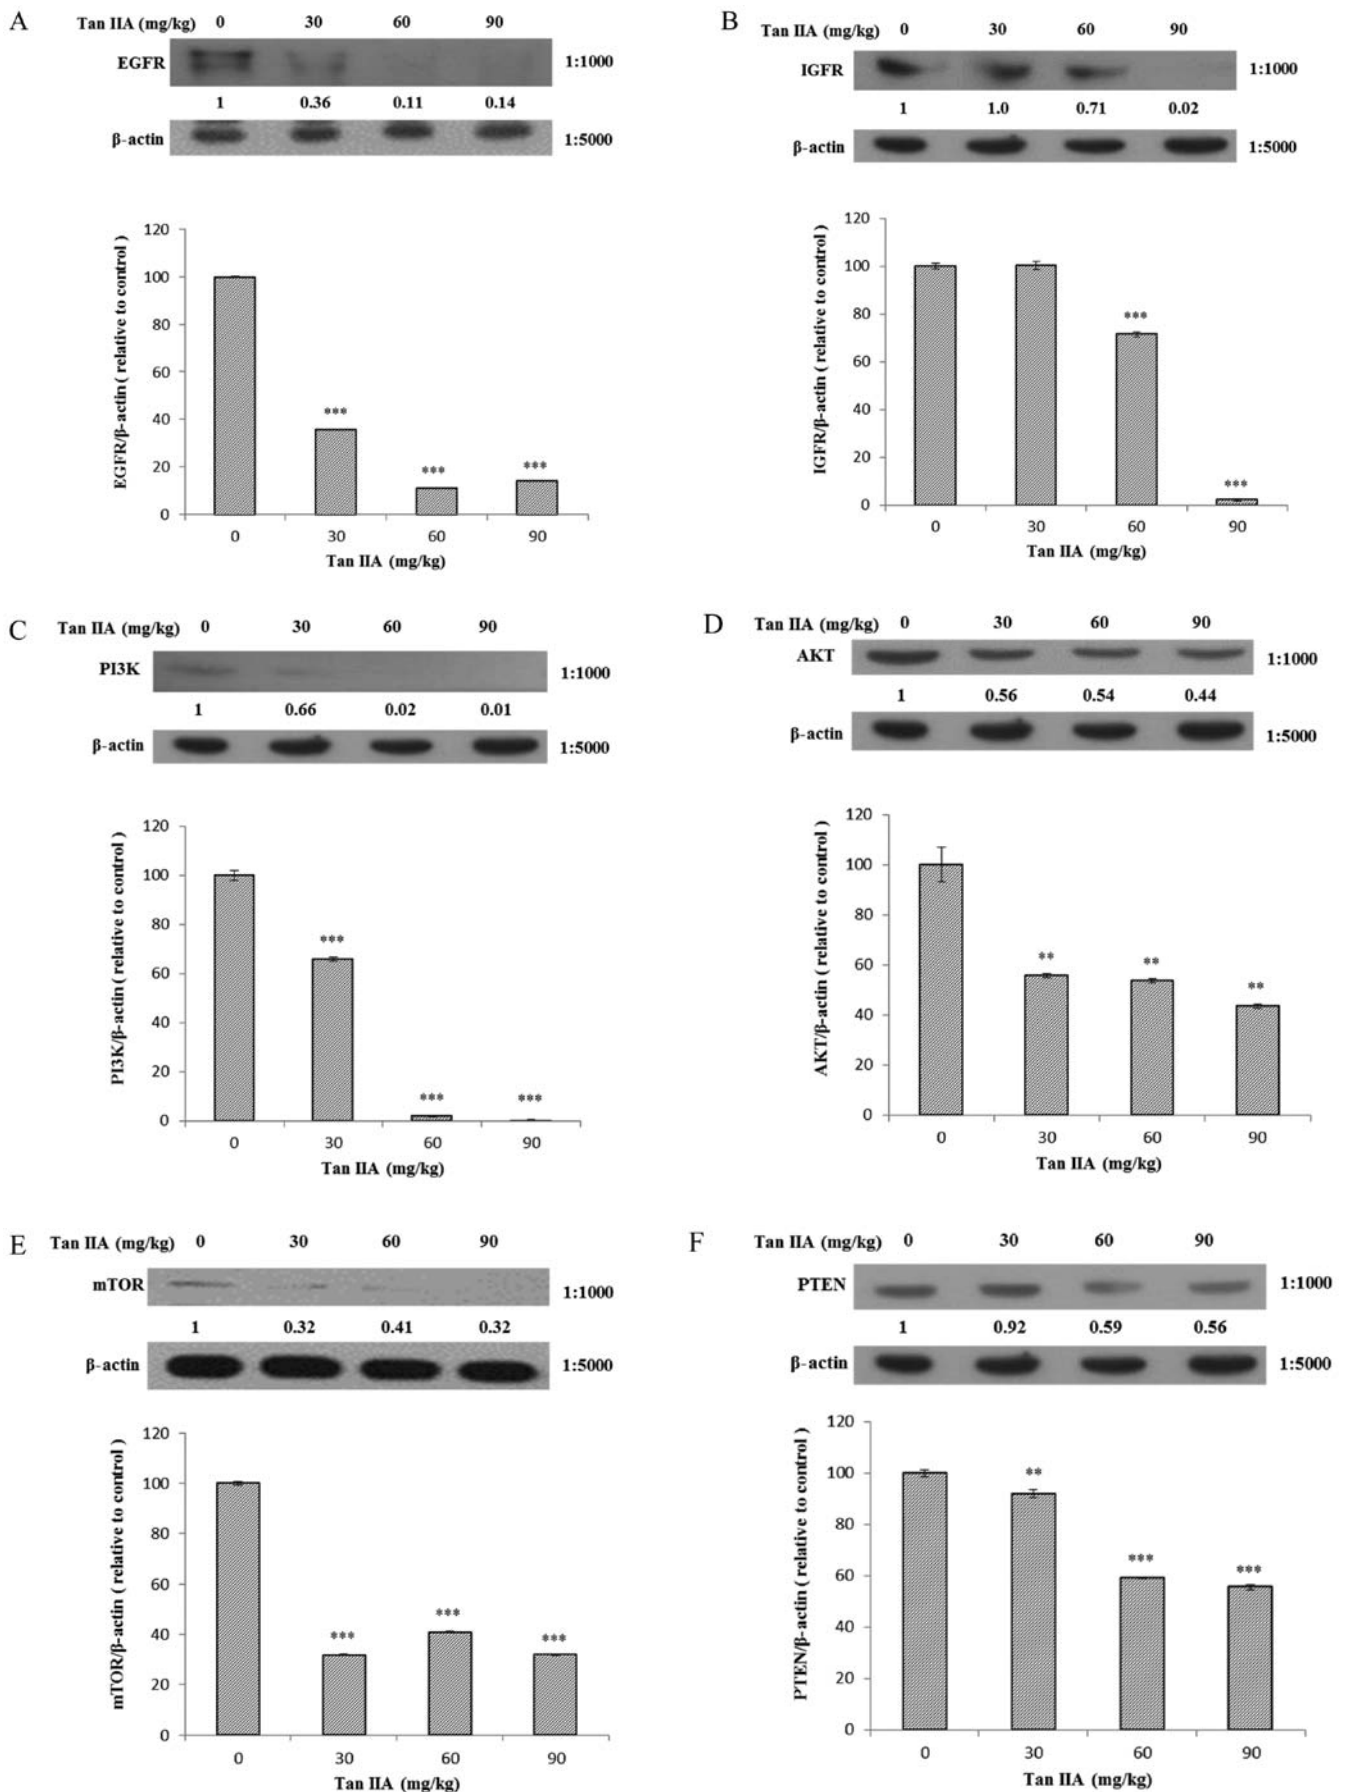 A
Tan IIA (mg/kg) 0 30 60 90
EGFR 1:1000
1 0.36 0.11 0.14
β-actin 1:5000
EGFR/β-actin ( relative to control )
120
100
80
60
40
20
0
***
***
***
0 30 60 90
Tan IIA (mg/kg)
B
Tan IIA (mg/kg) 0 30 60 90
IGFR 1:1000
1 1.0 0.71 0.02
β-actin 1:5000
IGFR/β-actin ( relative to control )
120
100
80
60
40
20
0
***
***
0 30 60 90
Tan IIA (mg/kg)
C
Tan IIA (mg/kg) 0 30 60 90
PI3K 1:1000
1 0.66 0.02 0.01
β-actin 1:5000
PI3K/β-actin ( relative to control )
120
100
80
60
40
20
0
***
***
***
0 30 60 90
Tan IIA (mg/kg)
D
Tan IIA (mg/kg) 0 30 60 90
AKT 1:1000
1 0.56 0.54 0.44
β-actin 1:5000
AKT/β-actin ( relative to control )
120
100
80
60
40
20
0
**
**
**
0 30 60 90
Tan IIA (mg/kg)
E
Tan IIA (mg/kg) 0 30 60 90
mTOR 1:1000
1 0.32 0.41 0.32
β-actin 1:5000
mTOR/β-actin ( relative to control )
120
100
80
60
40
20
0
***
***
***
0 30 60 90
Tan IIA (mg/kg)
F
Tan IIA (mg/kg) 0 30 60 90
PTEN 1:1000
1 0.92 0.59 0.56
β-actin 1:5000
PTEN/β-actin ( relative to control )
120
100
80
60
40
20
0
**
***
***
0 30 60 90
Tan IIA (mg/kg)